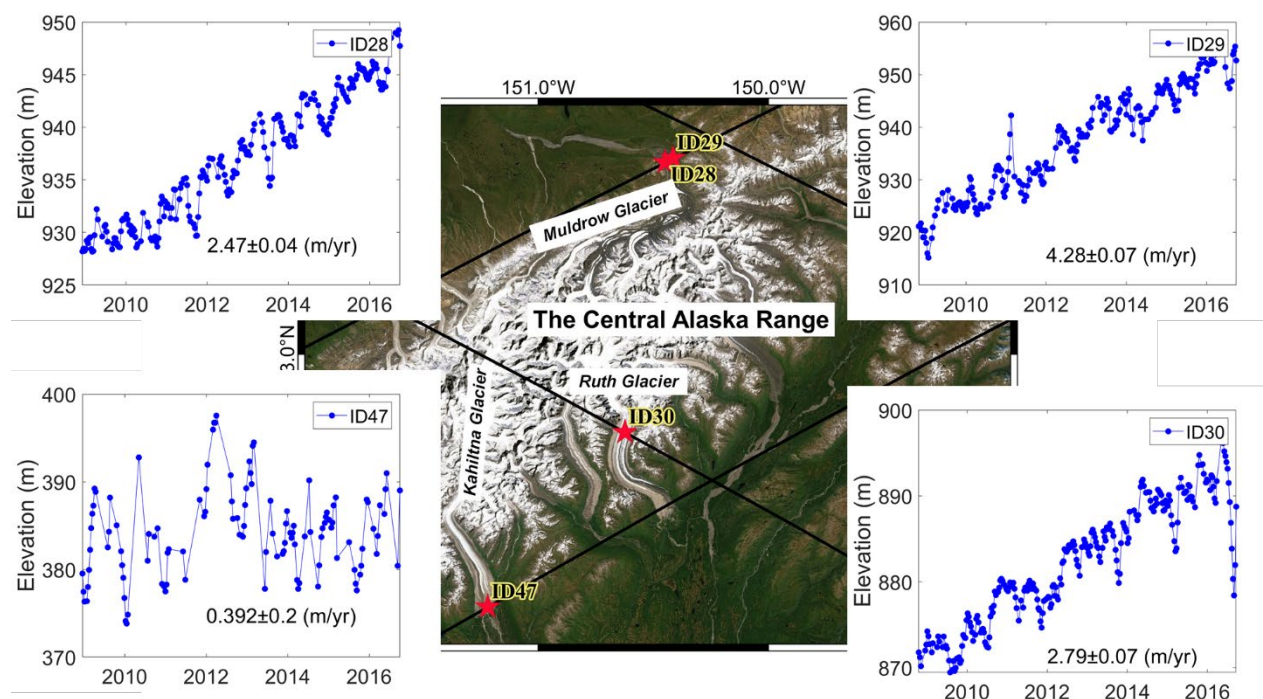 950
945
940
935
930
925
Elevation (m)
ID28
2.47±0.04 (m/yr)
2010
2012
2014
2016
151.0°W
150.0°W
ID29
ID28
Muldrow Glacier
The Central Alaska Range
Ruth Glacier
Kahiltna Glacier
ID30
ID47
3.0°N
960
950
940
930
920
910
Elevation (m)
ID29
4.28±0.07 (m/yr)
2010
2012
2014
2016
400
390
380
370
Elevation (m)
ID47
0.392±0.2 (m/yr)
2010
2012
2014
2016
900
890
880
870
Elevation (m)
ID30
2.79±0.07 (m/yr)
2010
2012
2014
2016